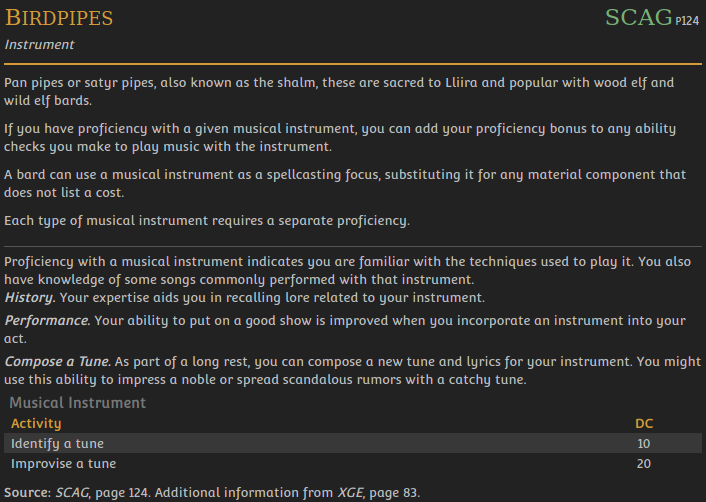 BIRDPIPES SCAG P124
Instrument
Pan pipes or satyr pipes, also known as the shalm, these are sacred to Lliira and popular with wood elf and
wild elf bards.
If you have proficiency with a given musical instrument, you can add your proficiency bonus to any ability
checks you make to play music with the instrument.
A bard can use a musical instrument as a spellcasting focus, substituting it for any material component that
does not list a cost.
Each type of musical instrument requires a separate proficiency.
Proficiency with a musical instrument indicates you are familiar with the techniques used to play it. You also
have knowledge of some songs commonly performed with that instrument.
History. Your expertise aids you in recalling lore related to your instrument.
Performance. Your ability to put on a good show is improved when you incorporate an instrument into your
act.
Compose a Tune. As part of a long rest, you can compose a new tune and lyrics for your instrument. You might
use this ability to impress a noble or spread scandalous rumors with a catchy tune.
Musical Instrument
Activity DC
Identify a tune 10
Improvise a tune 20
Source: SCAG, page 124. Additional information from XGE, page 83.